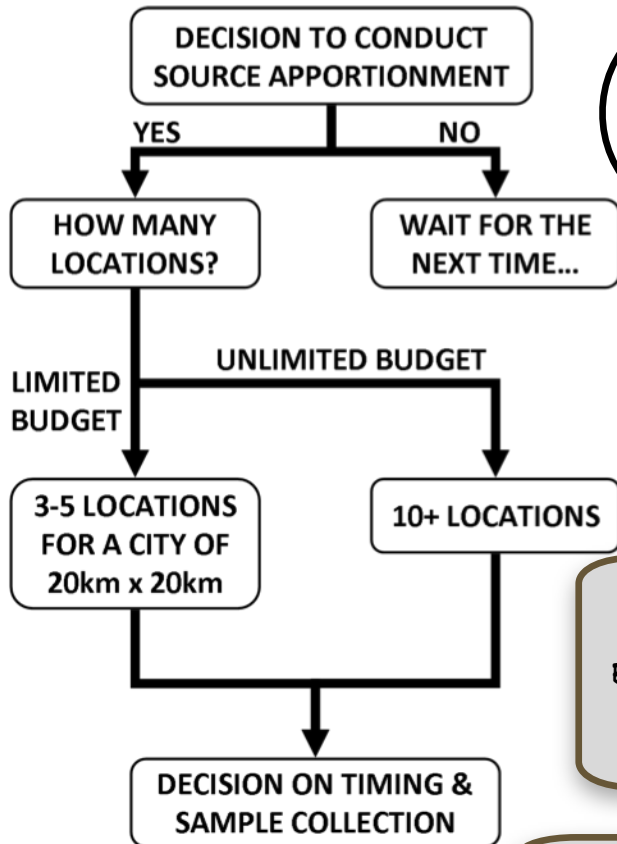 DECISION TO CONDUCT
SOURCE APPORTIONMENT
YES
NO
HOW MANY
LOCATIONS?
WAIT FOR THE
NEXT TIME...
UNLIMITED BUDGET
LIMITED
BUDGET
3-5 LOCATIONS
FOR A CITY OF
20km x 20km
10+ LOCATIONS
DECISION ON TIMING &
SAMPLE COLLECTION